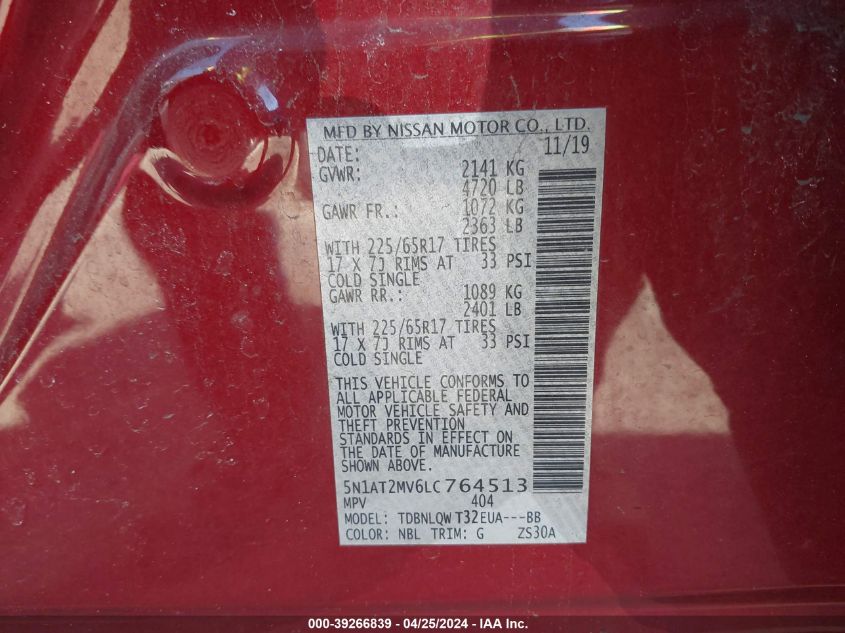 MFD BY NISSAN MOTOR CO., LTD.
DATE: 11/19
GVWR: 2141 KG
4720 LB
GAWR FR.: 1072 KG
2363 LB
WITH 225/65R17 TIRES
17 X 7J RIMS AT 33 PSI
COLD SINGLE
GAWR RR.: 1089 KG
2401 LB
WITH 225/65R17 TIRES
17 X 7J RIMS AT 33 PSI
COLD SINGLE
THIS VEHICLE CONFORMS TO
ALL APPLICABLE FEDERAL
MOTOR VEHICLE SAFETY AND
THEFT PREVENTION
STANDARDS IN EFFECT ON
THE DATE OF MANUFACTURE
SHOWN ABOVE.
5N1AT2MV6LC764513
MPV 404
MODEL: TDBNLQW T32EUA---BB
COLOR: NBL TRIM: G ZS30A
000-39266839 - 04/25/2024 - IAA Inc.